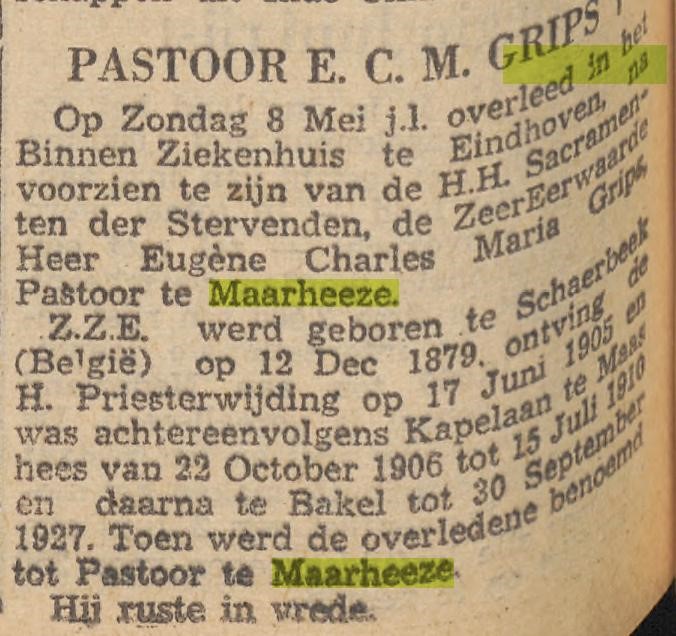 PASTOOR E. C. M. GRIPS †
Op Zondag 8 Mei j.l. overleed in het
Binnen Ziekenhuis te Eindhoven, na
voorzien te zijn van de H.H. Sacramen-
ten der Stervenden, de ZeerEerwaarde
Heer Eugène Charles Maria Grips,
Pastoor te Maarheeze.
Z.Z.E. werd geboren te Schaerbeek
(België) op 12 Dec 1879. ontving de
H. Priesterwijding op 17 Juni 1905 en
was achtereenvolgens Kapelaan te Maas
hees van 22 October 1906 tot 15 Juli 1910
en daarna te Bakel tot 30 September
1927. Toen werd de overledene benoemd
tot Pastoor te Maarheeze.
Hij ruste in vrede.